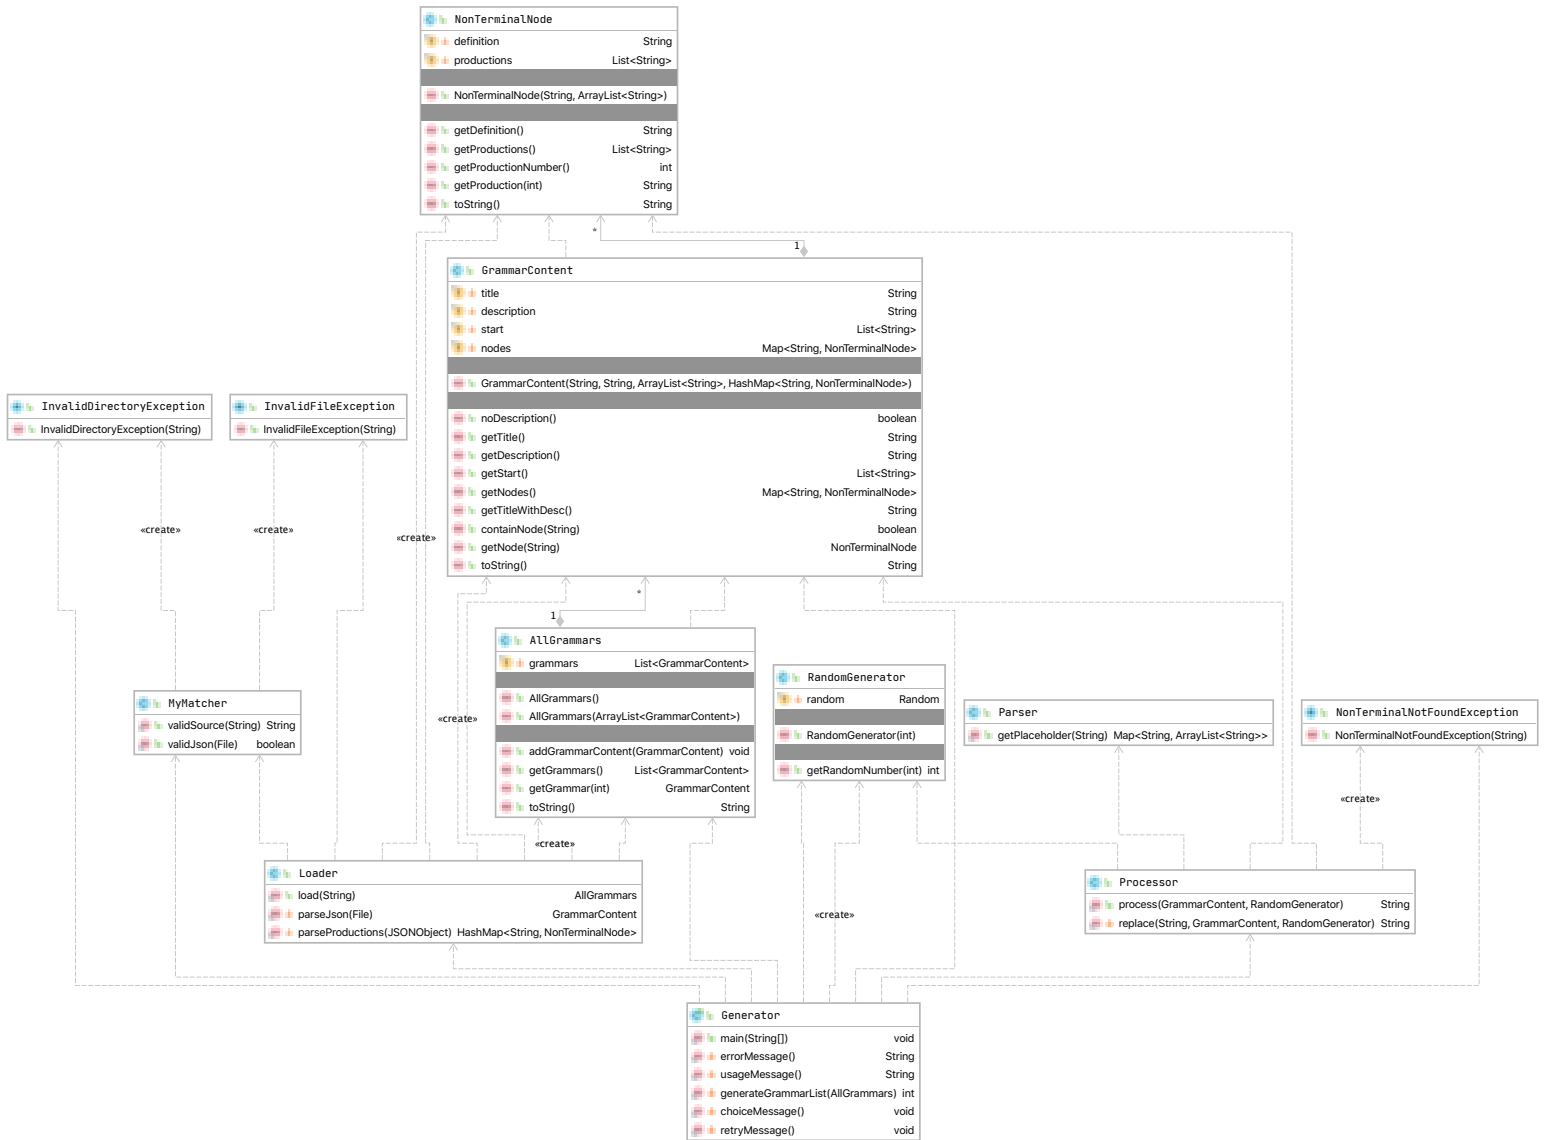 NonTerminalNode
definition String
productions List<String>
NonTerminalNode(String, ArrayList<String>)
getDefinition() String
getProductions() List<String>
getProductionNumber() int
getProduction(int) String
toString() String
* 1
GrammarContent
title String
description String
start List<String>
nodes Map<String, NonTerminalNode>
GrammarContent(String, String, ArrayList<String>, HashMap<String, NonTerminalNode>)
noDescription() boolean
getTitle() String
getDescription() String
getStart() List<String>
getNodes() Map<String, NonTerminalNode>
getTitleWithDesc() String
containNode(String) boolean
getNode(String) NonTerminalNode
toString() String
InvalidDirectoryException
InvalidDirectoryException(String)
InvalidFileException
InvalidFileException(String)
«create»
«create»
«create»
* 
1
AllGrammars
grammars List<GrammarContent>
AllGrammars()
AllGrammars(ArrayList<GrammarContent>)
addGrammarContent(GrammarContent) void
getGrammars() List<GrammarContent>
getGrammar(int) GrammarContent
toString() String
RandomGenerator
random Random
RandomGenerator(int)
getRandomNumber(int) int
Parser
getPlaceholder(String) Map<String, ArrayList<String>>
NonTerminalNotFoundException
NonTerminalNotFoundException(String)
MyMatcher
validSource(String) String
validJson(File) boolean
«create»
«create»
«create»
Loader
load(String) AllGrammars
parseJson(File) GrammarContent
parseProductions(JSONObject) HashMap<String, NonTerminalNode>
«create»
Processor
process(GrammarContent, RandomGenerator) String
replace(String, GrammarContent, RandomGenerator) String
Generator
main(String[]) void
errorMessage() String
usageMessage() String
generateGrammarList(AllGrammars) int
choiceMessage() void
retryMessage() void